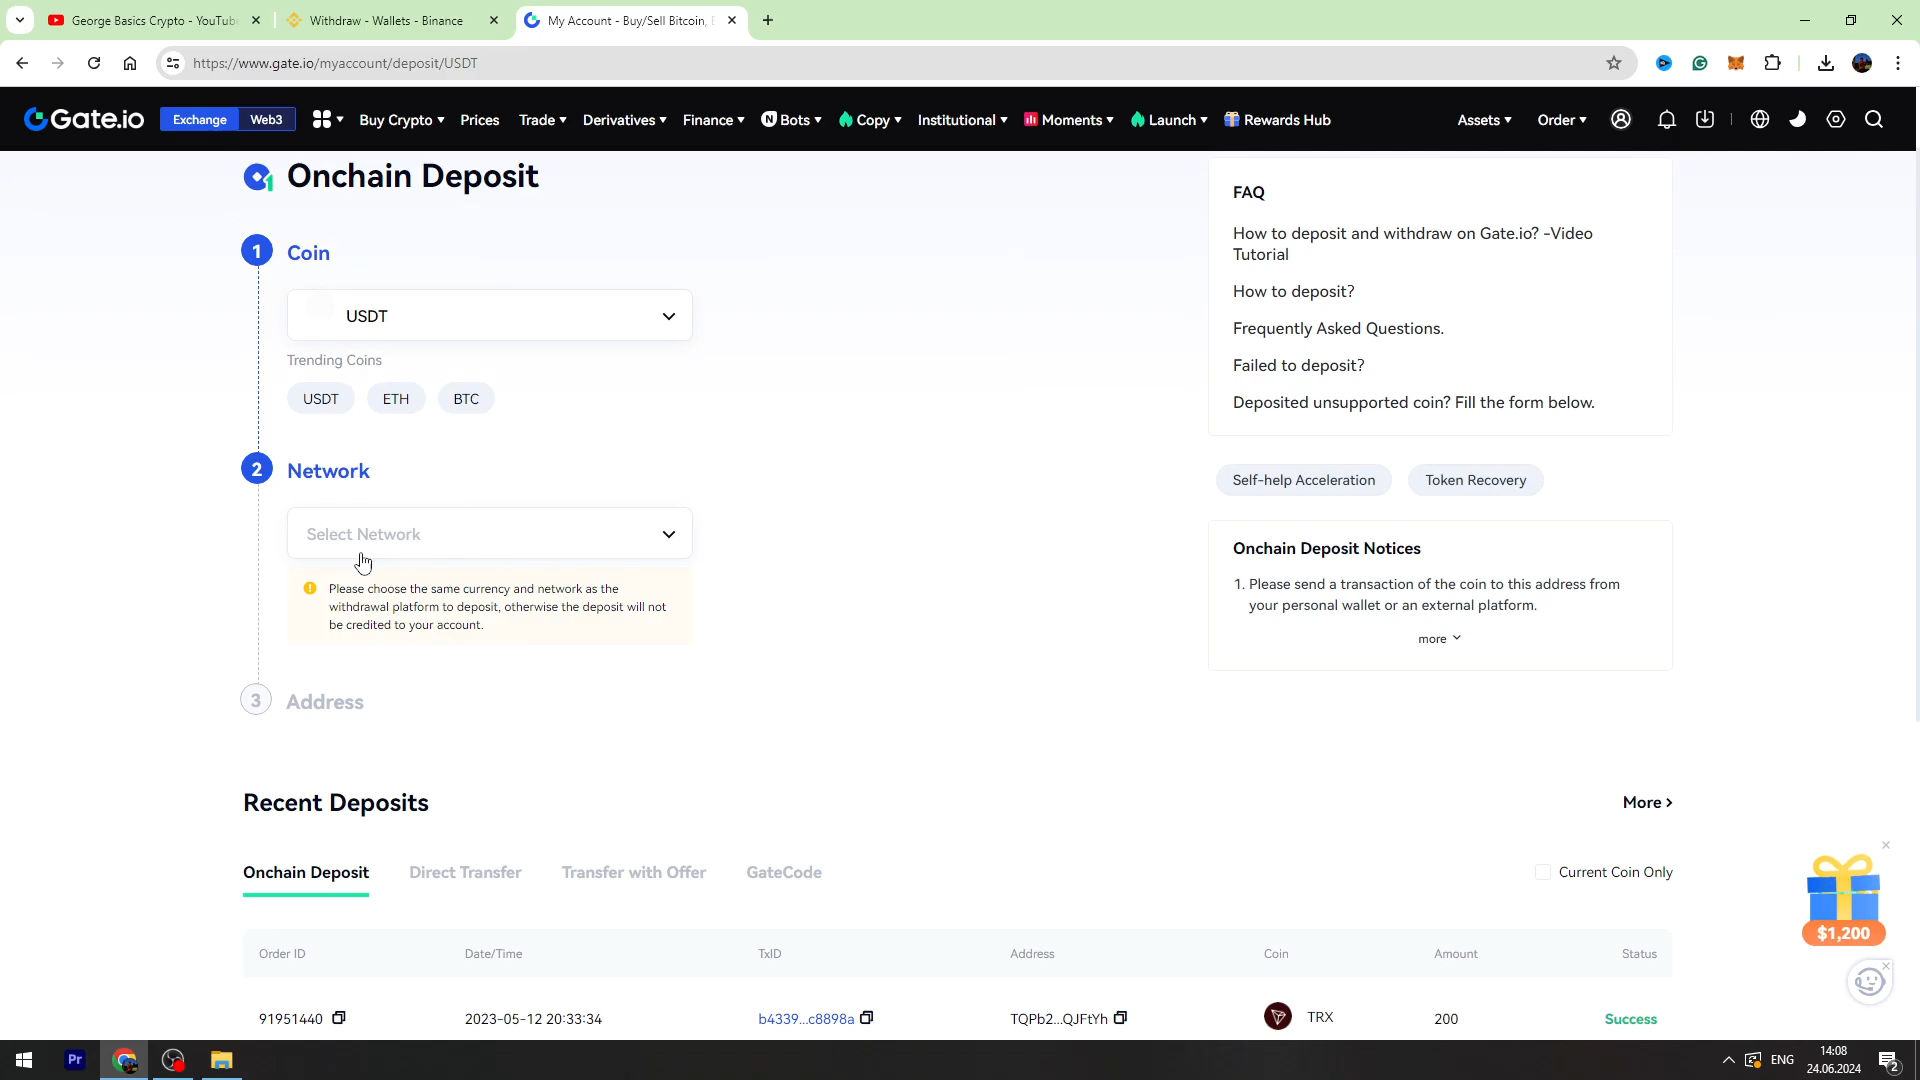 George Basics Crypto - YouTube
Withdraw - Wallets - Binance
My Account - Buy/Sell Bitcoin,
https://www.gate.io/myaccount/deposit/USDT
Gate.io
Exchange
Web3
Buy Crypto
Prices
Trade
Derivatives
Finance
Bots
Copy
Institutional
Moments
Launch
Rewards Hub
Assets
Order
1
Onchain Deposit
1
Coin
USDT
Trending Coins
USDT
ETH
BTC
2
Network
Select Network
Please choose the same currency and network as the
withdrawal platform to deposit, otherwise the deposit will not
be credited to your account.
3
Address
FAQ
How to deposit and withdraw on Gate.io? -Video
Tutorial
How to deposit?
Frequently Asked Questions.
Failed to deposit?
Deposited unsupported coin? Fill the form below.
Self-help Acceleration
Token Recovery
Onchain Deposit Notices
1. Please send a transaction of the coin to this address from
your personal wallet or an external platform.
more
Recent Deposits
More
Onchain Deposit
Direct Transfer
Transfer with Offer
GateCode
Current Coin Only
Order ID
Date/Time
TxID
Address
Coin
Amount
Status
91951440
2023-05-12 20:33:34
b4339...c8898a
TQPb2...QJFtYh
TRX
200
Success
$1,200
Pr
ENG
14:08
24.06.2024
2